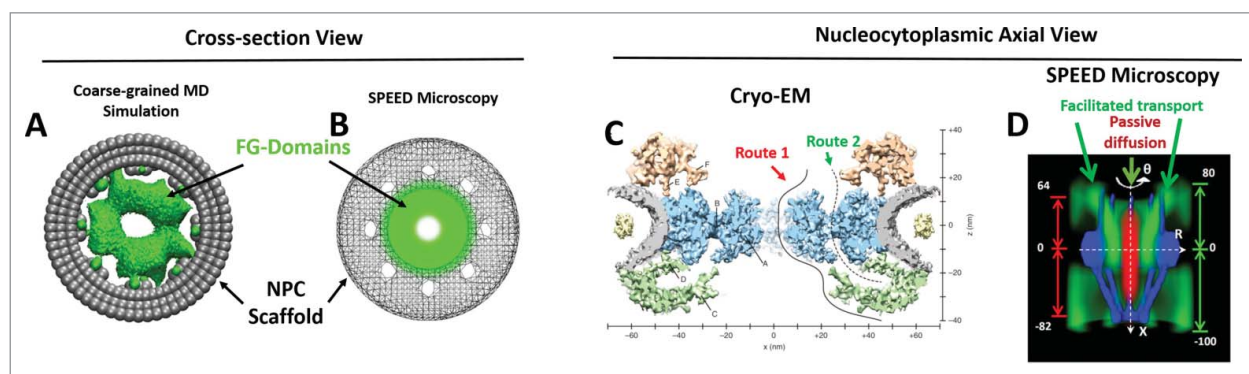 Cross-section View
Nucleocytoplasmic Axial View
Coarse-grained MD
Simulation
SPEED Microscopy
Cryo-EM
SPEED Microscopy
Facilitated transport
Passive
diffusion
A
B
C
D
FG-Domains
NPC
Scaffold
Route 1
Route 2
F
E
B
A
D
C
+40
+20
0
-20
-40
z (nm)
-60 -40 -20 0 +20 +40 +60
x (nm)
θ
64
80
R
0
0
-82
X
-100